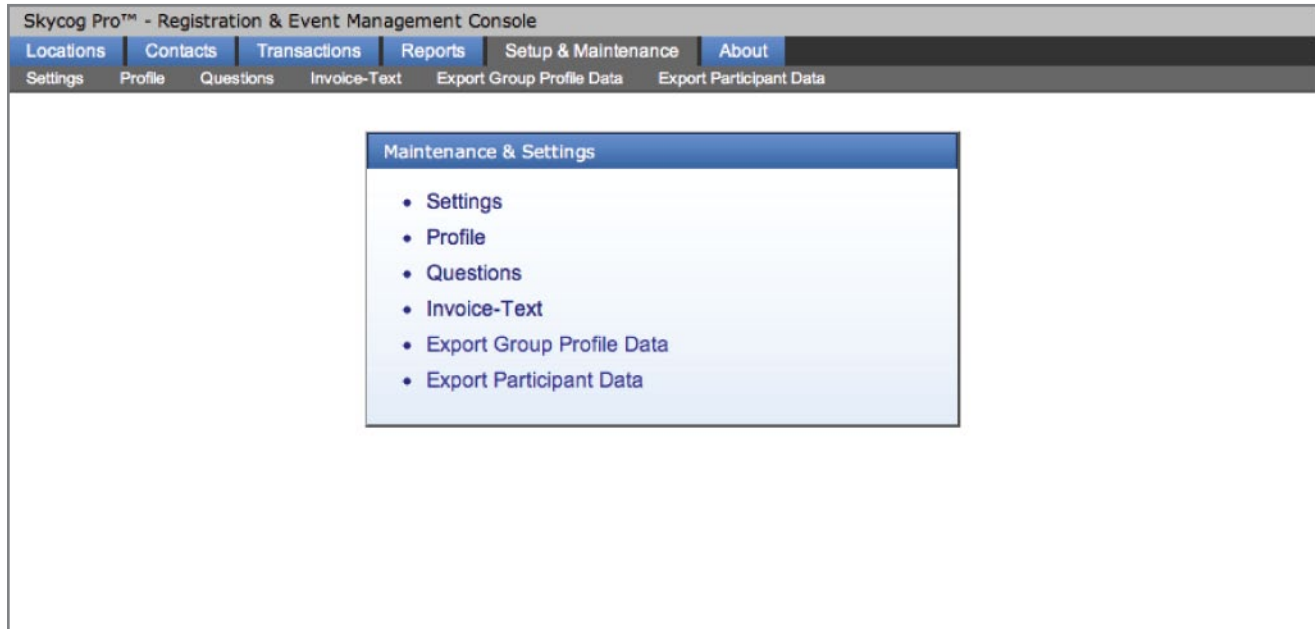 Skycog Pro™ - Registration & Event Management Console
Locations Contacts Transactions Reports Setup & Maintenance About
Settings Profile Questions Invoice-Text Export Group Profile Data Export Participant Data
Maintenance & Settings
• Settings
• Profile
• Questions
• Invoice-Text
• Export Group Profile Data
• Export Participant Data